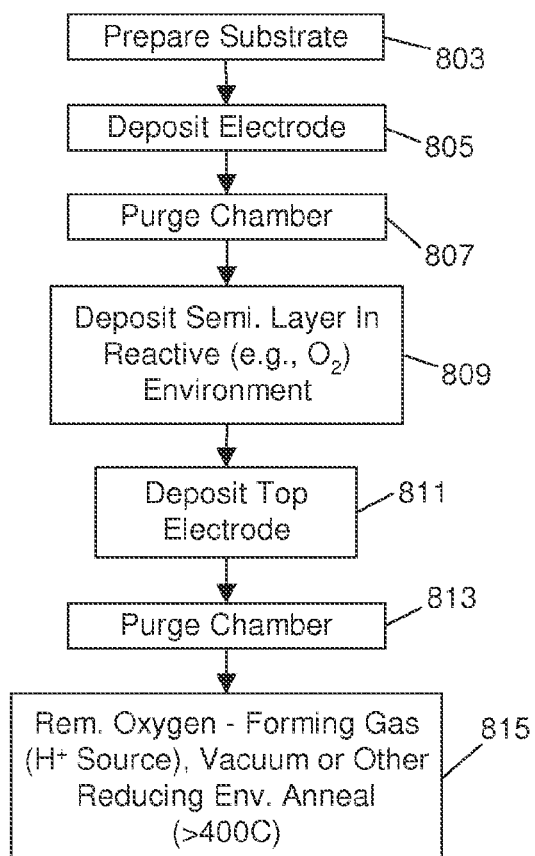 Prepare Substrate
803
Deposit Electrode
805
Purge Chamber
807
Deposit Semi. Layer In
Reactive (e.g., O₂)
Environment
809
Deposit Top
Electrode
811
Purge Chamber
813
Rem. Oxygen - Forming Gas
(H⁺ Source), Vacuum or Other
Reducing Env. Anneal
(>400C)
815